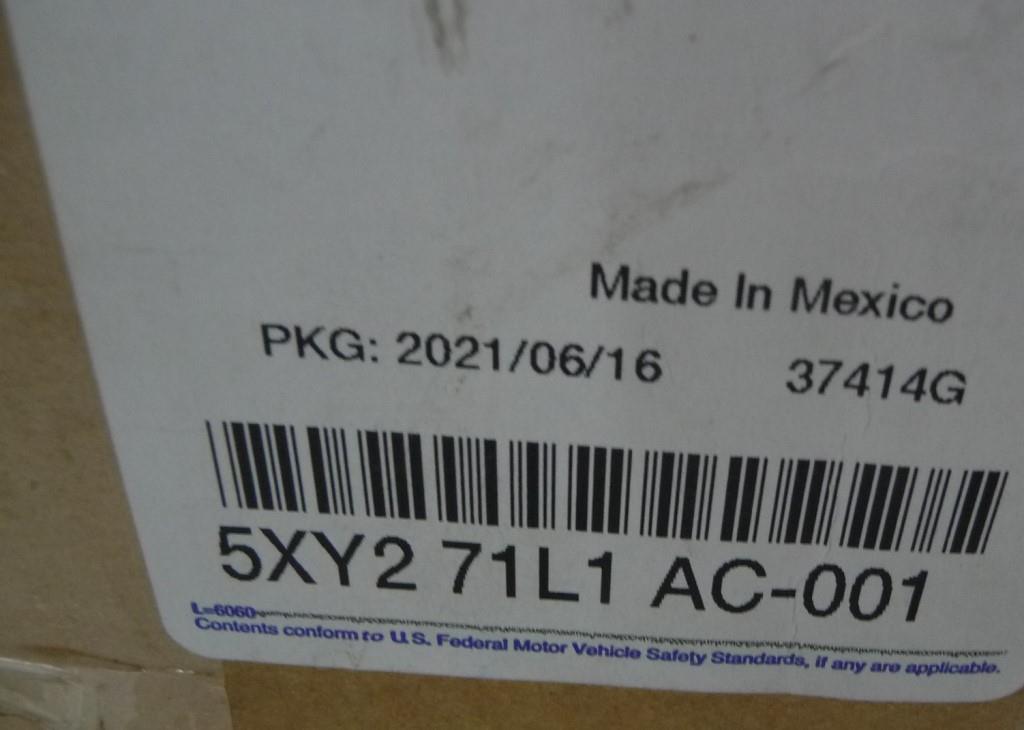 Made In Mexico
PKG: 2021/06/16 37414G
5XY2 71L1 AC-001
L=6060
Contents conform to U.S. Federal Motor Vehicle Safety Standards, if any are applicable.